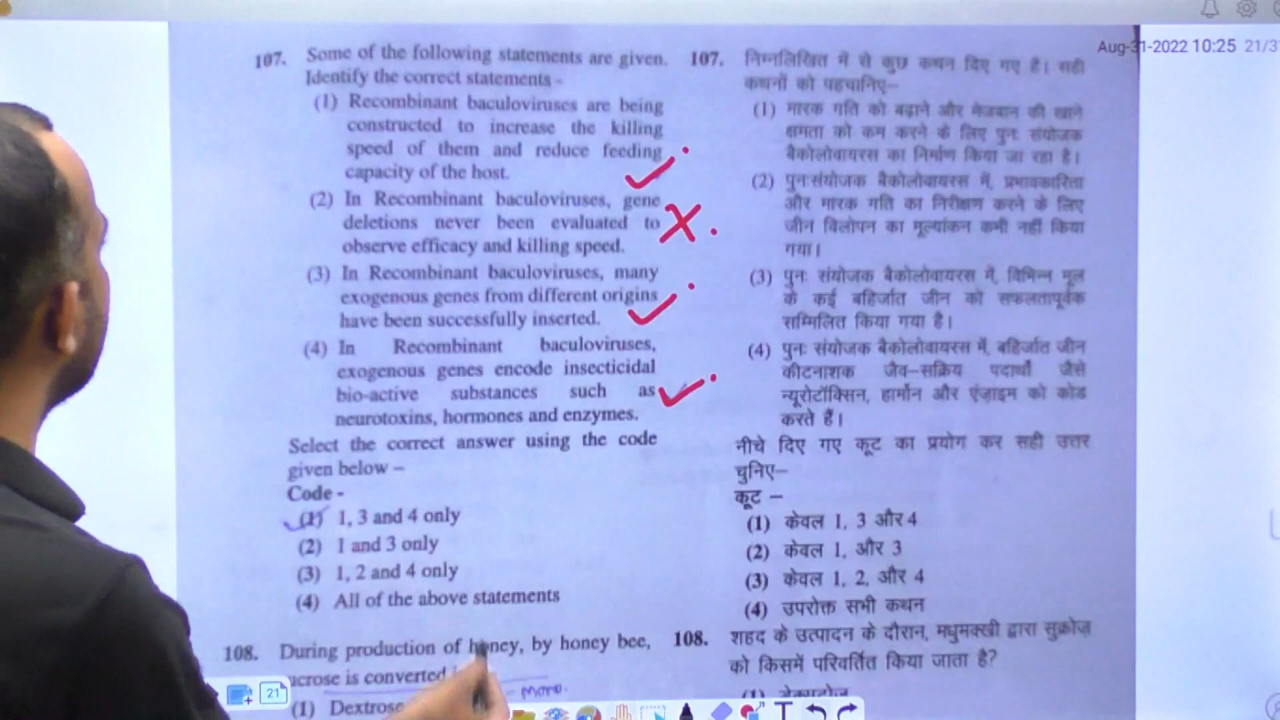 Aug-31-2022 10:25 21/3
107. Some of the following statements are given.
Identify the correct statements -
(1) Recombinant baculoviruses are being
constructed to increase the killing
speed of them and reduce feeding
capacity of the host.
(2) In Recombinant baculoviruses, gene
deletions never been evaluated to
observe efficacy and killing speed.
(3) In Recombinant baculoviruses, many
exogenous genes from different origins
have been successfully inserted.
(4) In Recombinant baculoviruses,
exogenous genes encode insecticidal
bio-active substances such as
neurotoxins, hormones and enzymes.
Select the correct answer using the code
given below –
Code -
(1) 1, 3 and 4 only
(2) 1 and 3 only
(3) 1, 2 and 4 only
(4) All of the above statements
108. During production of honey, by honey bee,
ucrose is converted
(1) Dextrose
107. निम्नलिखित में से कुछ कथन दिए गए है। सही
कथनों को पहचानिए–
(1) मारक गति को बढ़ाने और मेजबान की खाने
क्षमता को कम करने के लिए पुनः संयोजक
बैकोलोवायरस का निर्माण किया जा रहा है।
(2) पुनःसंयोजक बैकोलोवायरस में, प्रभावकारिता
और मारक गति का निरीक्षण करने के लिए
जीन विलोपन का मूल्यांकन कभी नहीं किया
गया।
(3) पुनः संयोजक बैकोलोवायरस में, विभिन्न मूल
के कई बहिर्जात जीन को सफलतापूर्वक
सम्मिलित किया गया है।
(4) पुनः संयोजक बैकोलोवायरस में, बहिर्जात जीन
कीटनाशक जैव–सक्रिय पदार्थों जैसे
न्यूरोटॉक्सिन, हार्मोन और एंज़ाइम को कोड
करते हैं।
नीचे दिए गए कूट का प्रयोग कर सही उत्तर
चुनिए–
कूट –
(1) केवल 1, 3 और 4
(2) केवल 1, और 3
(3) केवल 1, 2, और 4
(4) उपरोक्त सभी कथन
108. शहद के उत्पादन के दौरान, मधुमक्खी द्वारा सुक्रोज़
को किसमें परिवर्तित किया जाता है?
21
T